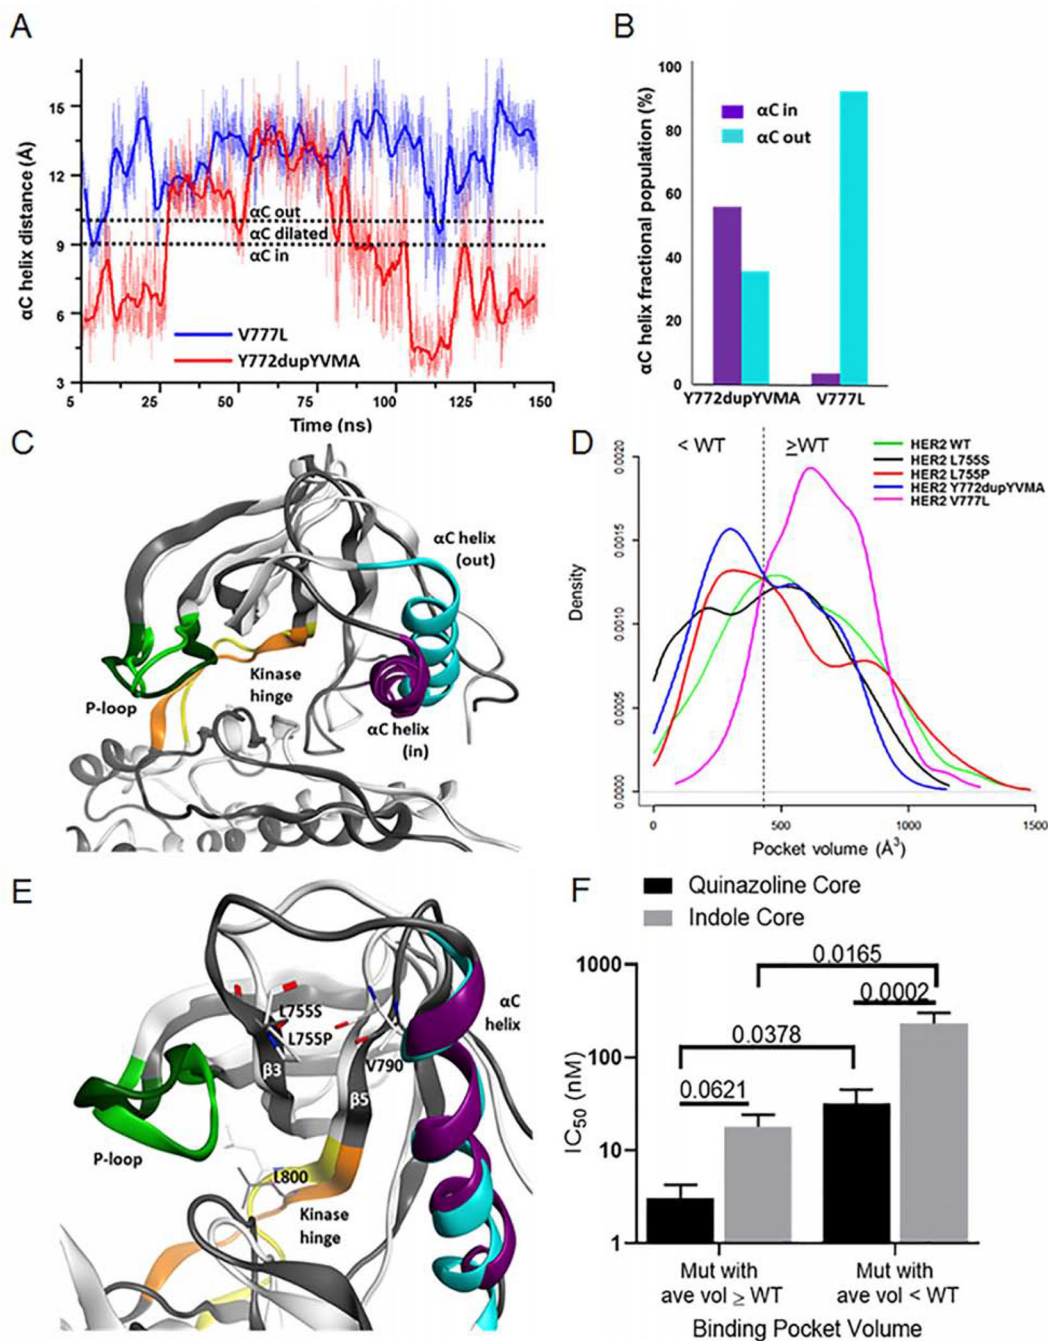 A
αC helix distance (Å)
15
12
9
6
3
αC out
αC dilated
αC in
V777L
Y772dupYVMA
5
25
50
75
100
125
150
Time (ns)
B
αC helix fractional population (%)
100
80
60
40
20
0
αC in
αC out
Y772dupYVMA
V777L
C
αC helix
(out)
Kinase
hinge
P-loop
αC helix
(in)
D
< WT
≥WT
HER2 WT
HER2 L755S
HER2 L755P
HER2 Y772dupYVMA
HER2 V777L
Density
0.0020
0.0015
0.0010
0.0005
0.0000
0
500
1000
1500
Pocket volume (Å³)
E
αC
helix
L755S
L755P
V790
β3
β5
P-loop
L800
Kinase
hinge
F
Quinazoline Core
Indole Core
IC50 (nM)
1000
100
10
1
0.0165
0.0002
0.0378
0.0621
Mut with
ave vol ≥ WT
Mut with
ave vol < WT
Binding Pocket Volume